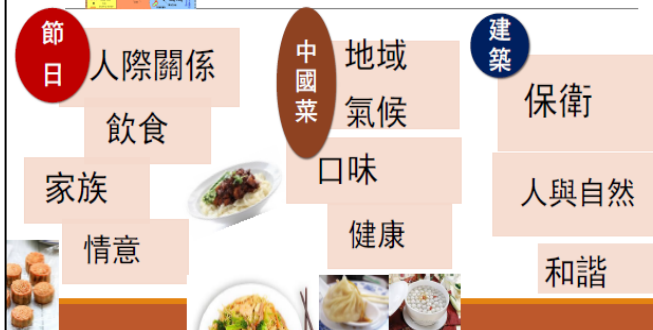 節日
人際關係
飲食
家族
情意
中國菜
地域
氣候
口味
健康
建築
保衛
人與自然
和諧